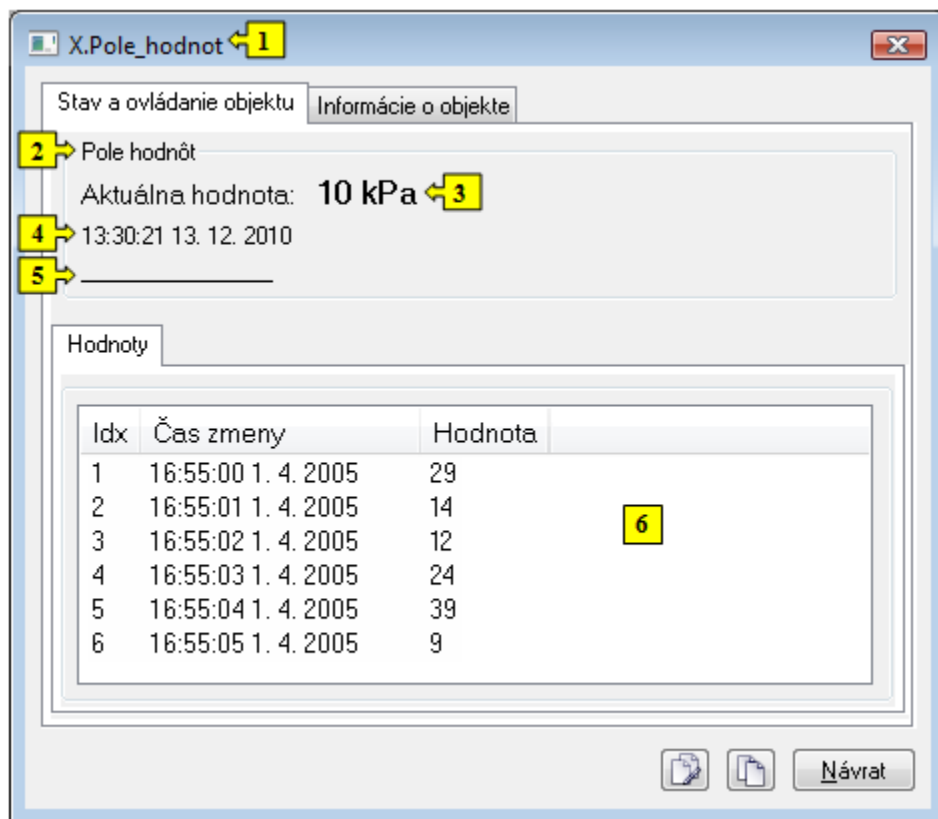 X.Pole_hodnot 1
Stav a ovládanie objektu Informácie o objekte
2 Pole hodnôt
Aktuálna hodnota: 10 kPa 3
4 13:30:21 13. 12. 2010
5
Hodnoty
Idx Čas zmeny Hodnota
1 16:55:00 1. 4. 2005 29
2 16:55:01 1. 4. 2005 14
3 16:55:02 1. 4. 2005 12
4 16:55:03 1. 4. 2005 24
5 16:55:04 1. 4. 2005 39
6 16:55:05 1. 4. 2005 9
6
Návrat